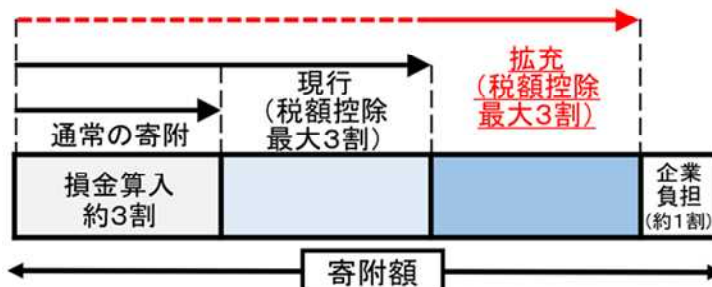 通常の寄附
現行
(税額控除
最大3割)
拡充
(税額控除
最大3割)
損金算入
約3割
企業
負担
(約1割)
寄附額